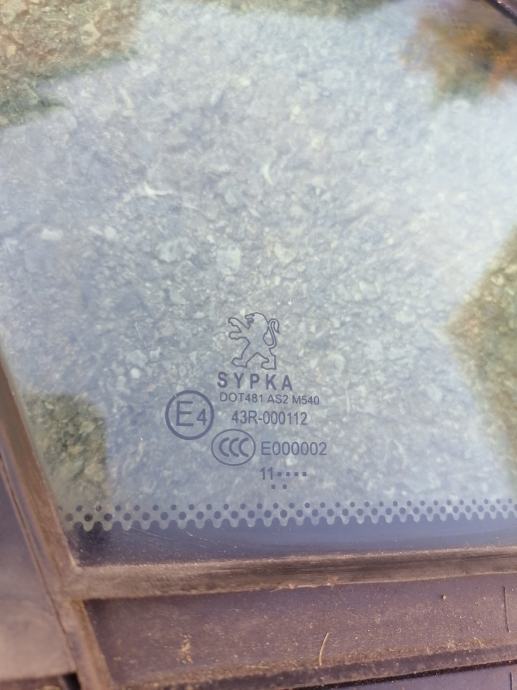 SYPKA
DOT481 AS2 M540
E4 43R-000112
CCC E000002
11